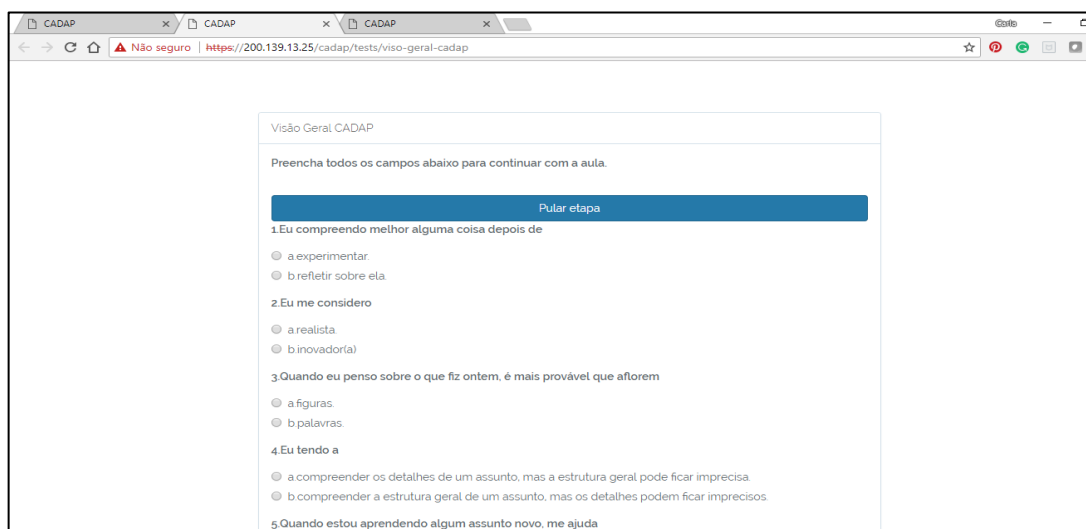 CADAP
CADAP
CADAP
Carla
Não seguro | https://200.139.13.25/cadap/tests/viso-geral-cadap
Visão Geral CADAP
Preencha todos os campos abaixo para continuar com a aula.
Pular etapa
1.Eu compreendo melhor alguma coisa depois de
a.experimentar.
b.refletir sobre ela.
2.Eu me considero
a.realista.
b.inovador(a)
3.Quando eu penso sobre o que fiz ontem, é mais provável que aflorem
a.figuras.
b.palavras.
4.Eu tendo a
a.compreender os detalhes de um assunto, mas a estrutura geral pode ficar imprecisa.
b.compreender a estrutura geral de um assunto, mas os detalhes podem ficar imprecisos.
5.Quando estou aprendendo algum assunto novo, me ajuda